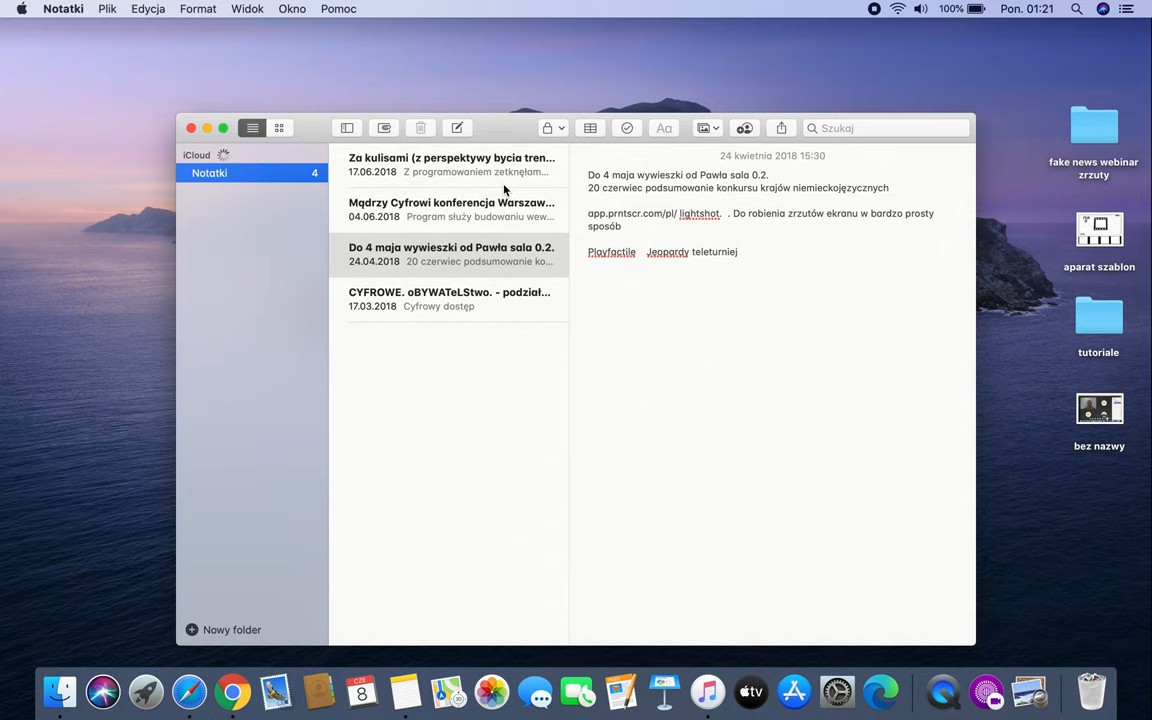 Notatki Plik Edycja Format Widok Okno Pomoc 100% Pon. 01:21
Szukaj
iCloud
Notatki 4
Za kulisami (z perspektywy bycia tren...
17.06.2018 Z programowaniem zetknęłam...
Mądrzy Cyfrowi konferencja Warszaw...
04.06.2018 Program służy budowaniu wew...
Do 4 maja wywieszki od Pawła sala 0.2.
24.04.2018 20 czerwiec podsumowanie ko...
CYFROWE. oBYWATeLStwo. - podział...
17.03.2018 Cyfrowy dostęp
Nowy folder
24 kwietnia 2018 15:30
Do 4 maja wywieszki od Pawła sala 0.2.
20 czerwiec podsumowanie konkursu krajów niemieckojęzycznych
app.prntscr.com/pl/ lightshot. . Do robienia zrzutów ekranu w bardzo prosty
sposób
Playfactile Jeopardy teleturniej
fake news webinar
zrzuty
aparat szablon
tutoriale
bez nazwy
Aa
CZE
8
tv